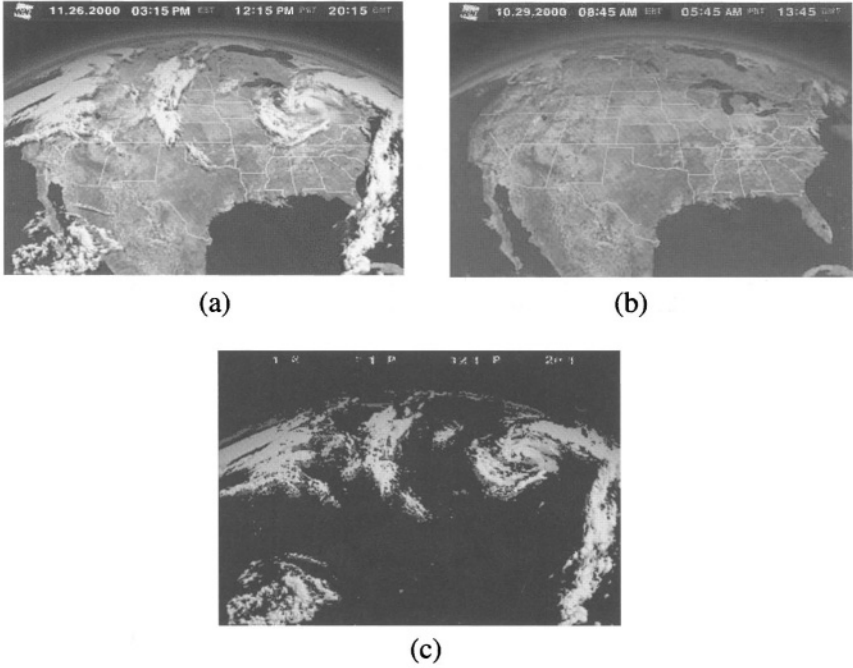 11.26.2000 03:15 PM EST 12:15 PM PST 20:15 GMT
10.29.2000 08:45 AM EST 05:45 AM PST 13:45 GMT
(a)
(b)
(c)